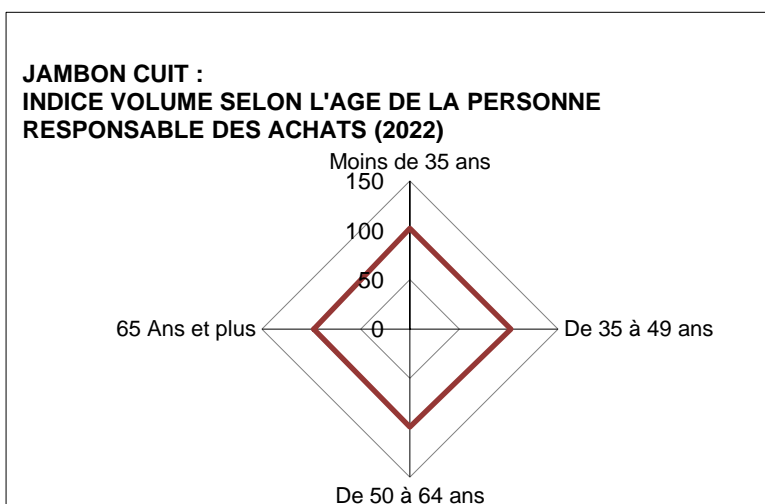 JAMBON CUIT :
INDICE VOLUME SELON L'AGE DE LA PERSONNE
RESPONSABLE DES ACHATS (2022)
Moins de 35 ans
150
100
50
65 Ans et plus
0
De 35 à 49 ans
De 50 à 64 ans